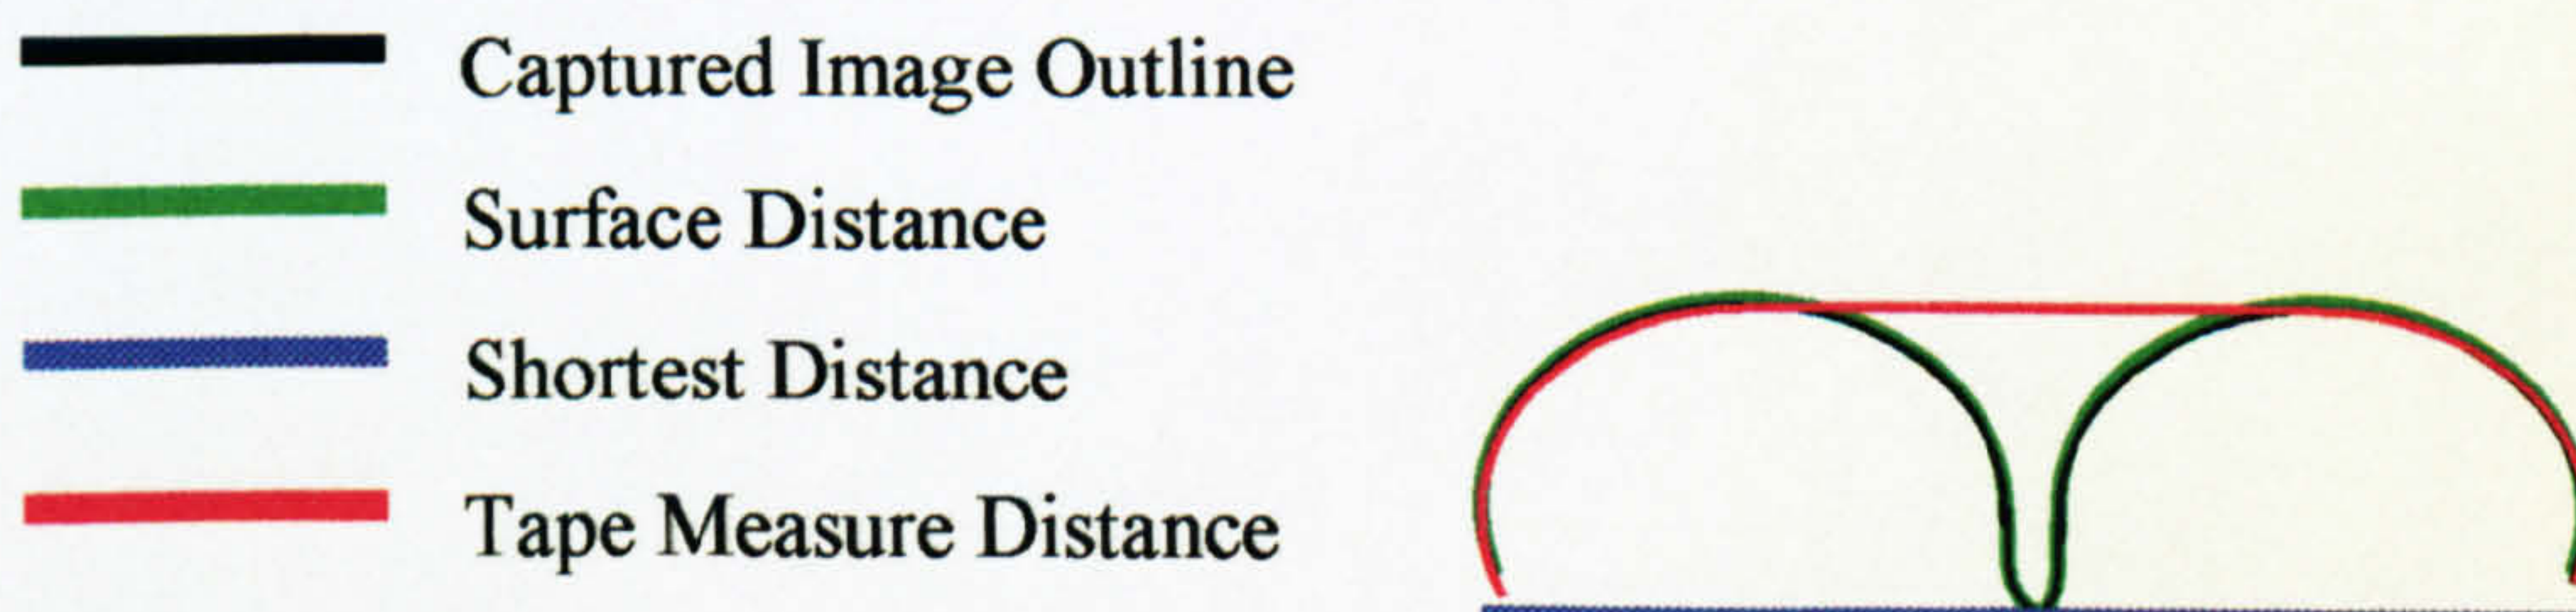 Captured Image Outline
Surface Distance
Shortest Distance
Tape Measure Distance